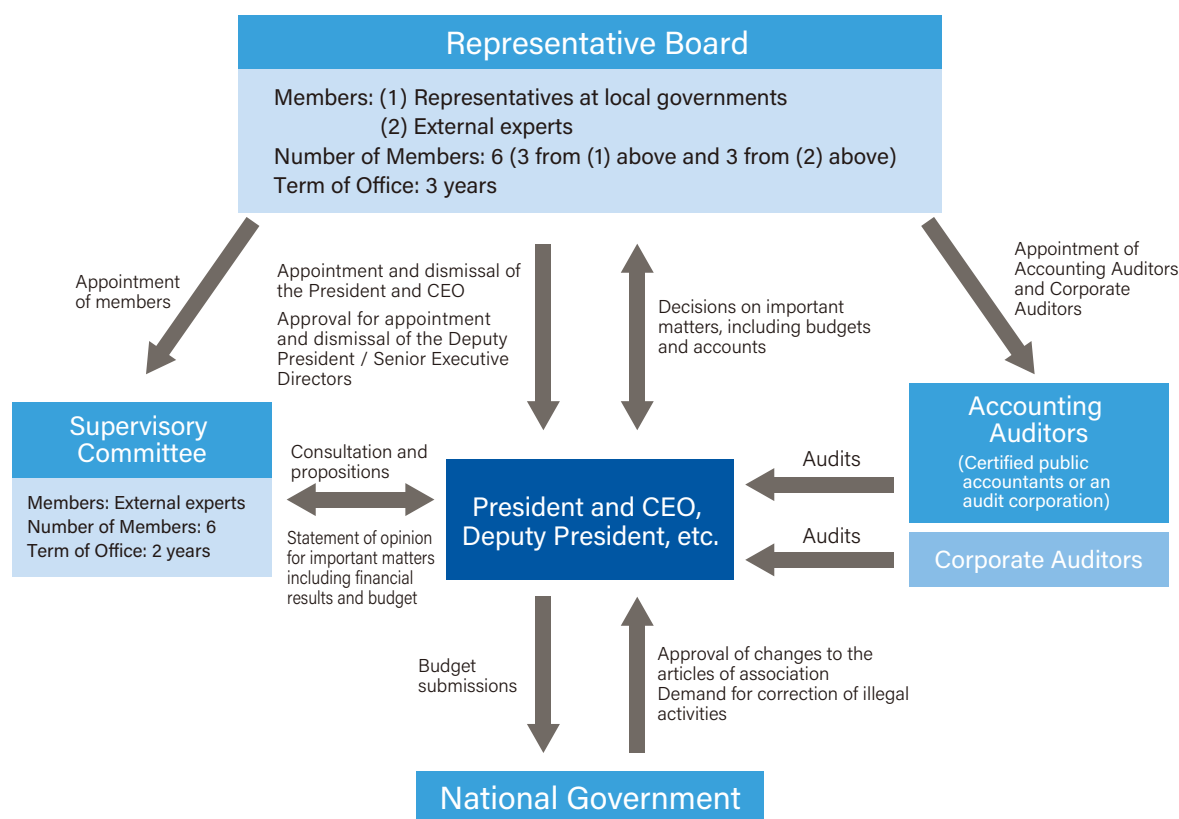 Representative Board
Members: (1) Representatives at local governments
(2) External experts
Number of Members: 6 (3 from (1) above and 3 from (2) above)
Term of Office: 3 years
Appointment
of members
Appointment and dismissal of
the President and CEO
Approval for appointment
and dismissal of the Deputy
President / Senior Executive
Directors
Decisions on important
matters, including budgets
and accounts
Appointment of
Accounting Auditors
and Corporate
Auditors
Supervisory
Committee
Members: External experts
Number of Members: 6
Term of Office: 2 years
Consultation and
propositions
Statement of opinion
for important matters
including financial
results and budget
President and CEO,
Deputy President, etc.
Audits
Audits
Accounting
Auditors
(Certified public
accountants or an
audit corporation)
Corporate Auditors
Budget
submissions
Approval of changes to the
articles of association
Demand for correction of illegal
activities
National Government